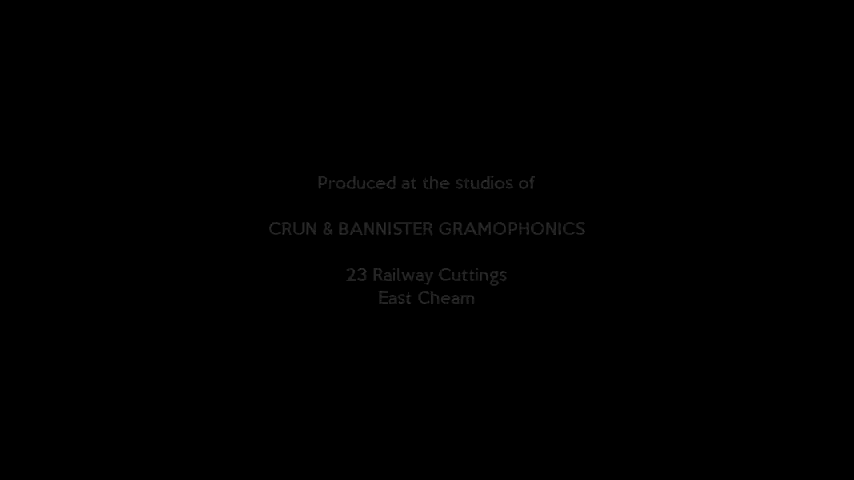 Produced at the studios of
CRUN & BANNISTER GRAMOPHONICS
23 Railway Cuttings
East Cheam